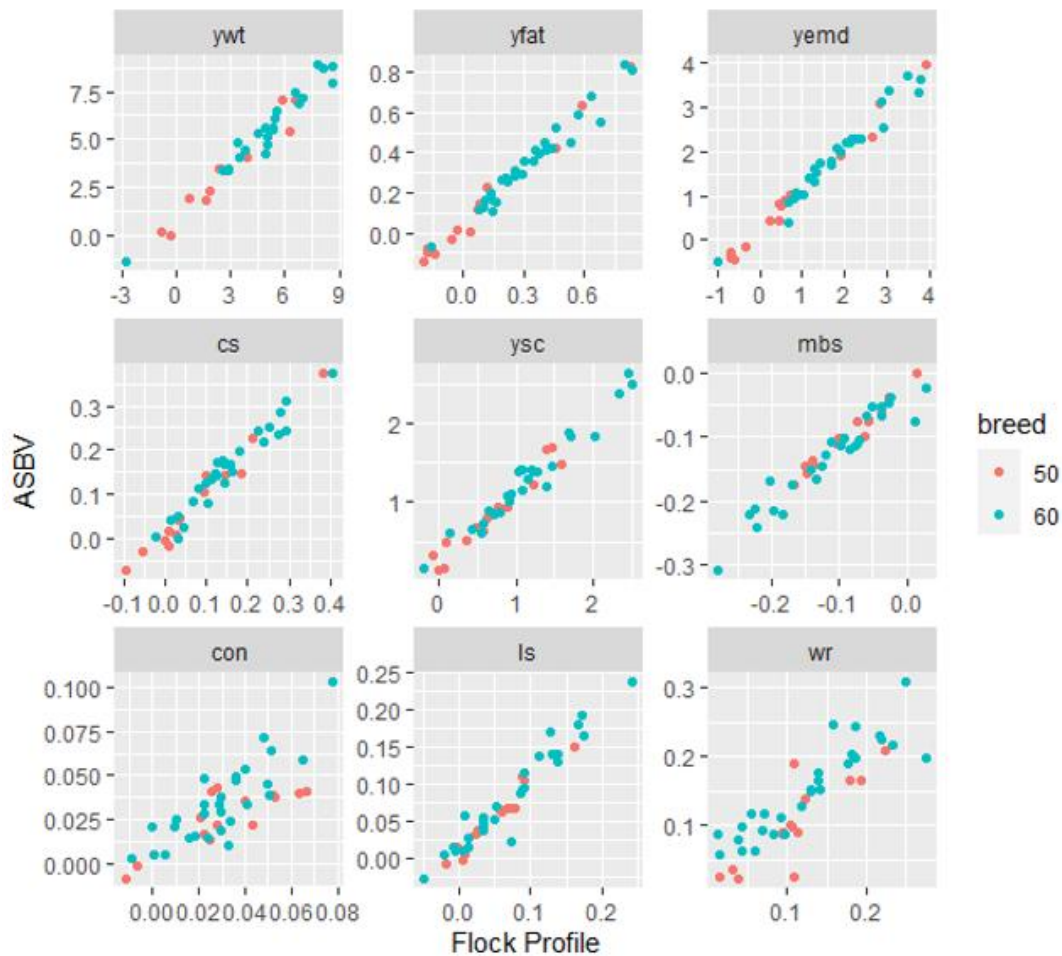 ywt yfat yemd
7.5
5.0
2.5
0.0
-3 0 3 6 9
0.8
0.6
0.4
0.2
0.0
0.0 0.3 0.6
4
3
2
1
0
-1 0 1 2 3 4
cs ysc mbs
0.3
0.2
0.1
0.0
-0.1 0.0 0.1 0.2 0.3 0.4
2
1
0 1 2
0.0
-0.1
-0.2
-0.3
-0.2 -0.1 0.0
con ls wr
0.100
0.075
0.050
0.025
0.000
0.00 0.02 0.04 0.06 0.08
0.25
0.20
0.15
0.10
0.05
0.00
0.0 0.1 0.2
0.3
0.2
0.1
0.1 0.2
ASBV
Flock Profile
breed
50
60